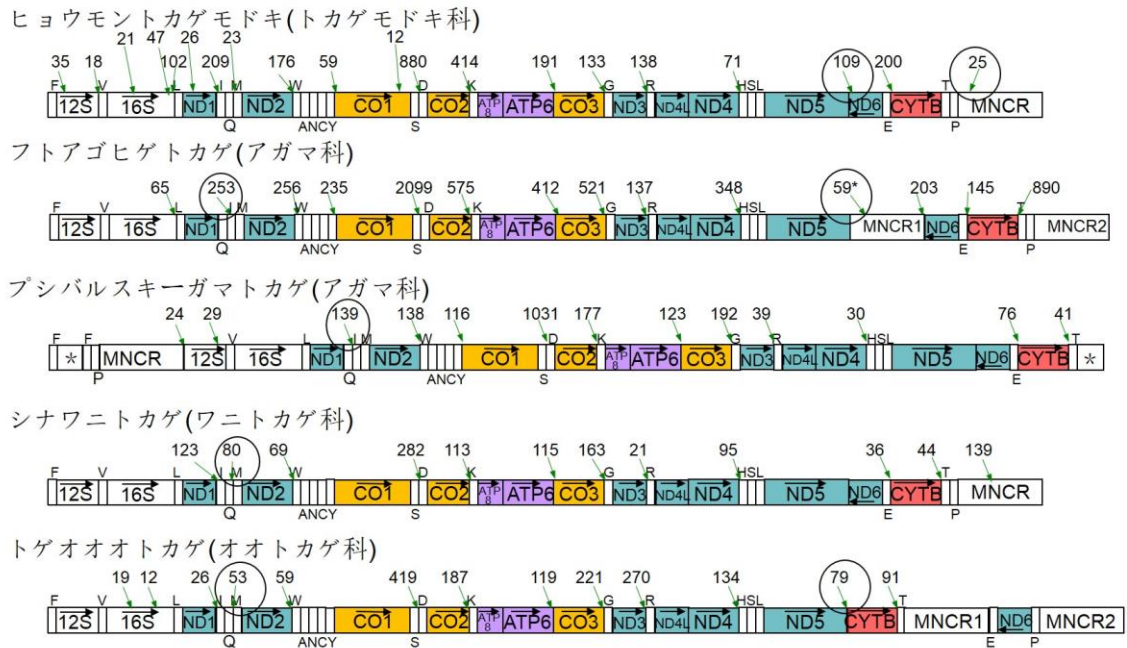 ヒョウモントカゲモドキ(トカゲモドキ科)
35 18 21 47 102 26 209 23 176 59 12 880 414 191 133 138 71 109 200 25
F V L I M W D K G R HSL T
12S 16S ND1 ND2 CO1 CO2 ATP8 ATP6 CO3 ND3 ND4L ND4 ND5 ND6 CYTB MNCR
Q ANCY S E P
フトアゴヒゲトカゲ(アガマ科)
65 253 256 235 2099 575 412 521 137 348 59* 203 145 890
F V L I M W D K G R HSL T
12S 16S ND1 ND2 CO1 CO2 ATP8 ATP6 CO3 ND3 ND4L ND4 ND5 MNCR1 ND6 CYTB MNCR2
Q ANCY S E P
プシバルスキーガマトカゲ(アガマ科)
24 29 139 138 116 1031 177 123 192 39 30 76 41
F F V L I M W D K G R HSL T
* MNCR 12S 16S ND1 ND2 CO1 CO2 ATP8 ATP6 CO3 ND3 ND4L ND4 ND5 ND6 CYTB *
P Q ANCY S E
シナワニトカゲ(ワニトカゲ科)
123 80 69 282 113 115 163 21 95 36 44 139
F V L I M W D K G R HSL T
12S 16S ND1 ND2 CO1 CO2 ATP8 ATP6 CO3 ND3 ND4L ND4 ND5 ND6 CYTB MNCR
Q ANCY S E P
トゲオオオトカゲ(オオトカゲ科)
19 12 26 53 59 419 187 119 221 270 134 79 91
F V L I M W D K G R HSL T
12S 16S ND1 ND2 CO1 CO2 ATP8 ATP6 CO3 ND3 ND4L ND4 ND5 CYTB MNCR1 ND6 MNCR2
Q ANCY S E P